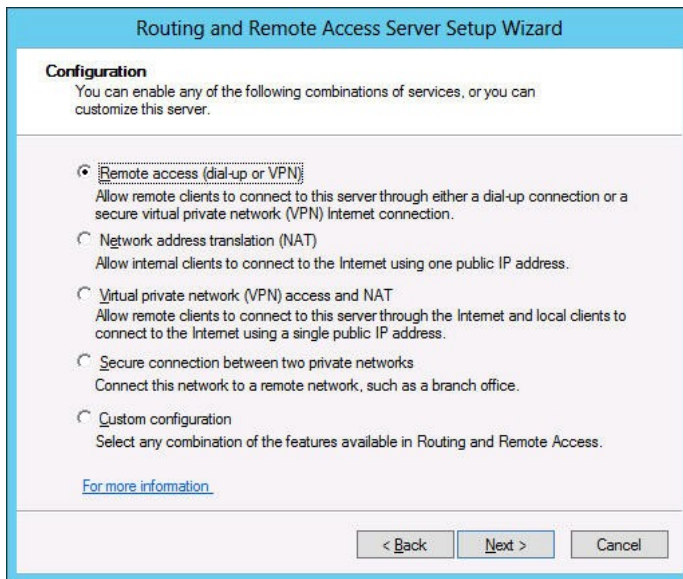 Routing and Remote Access Server Setup Wizard
Configuration
You can enable any of the following combinations of services, or you can
customize this server.
Remote access (dial-up or VPN)
Allow remote clients to connect to this server through either a dial-up connection or a
secure virtual private network (VPN) Internet connection.
Network address translation (NAT)
Allow internal clients to connect to the Internet using one public IP address.
Virtual private network (VPN) access and NAT
Allow remote clients to connect to this server through the Internet and local clients to
connect to the Internet using a single public IP address.
Secure connection between two private networks
Connect this network to a remote network, such as a branch office.
Custom configuration
Select any combination of the features available in Routing and Remote Access.
For more information
< Back Next > Cancel